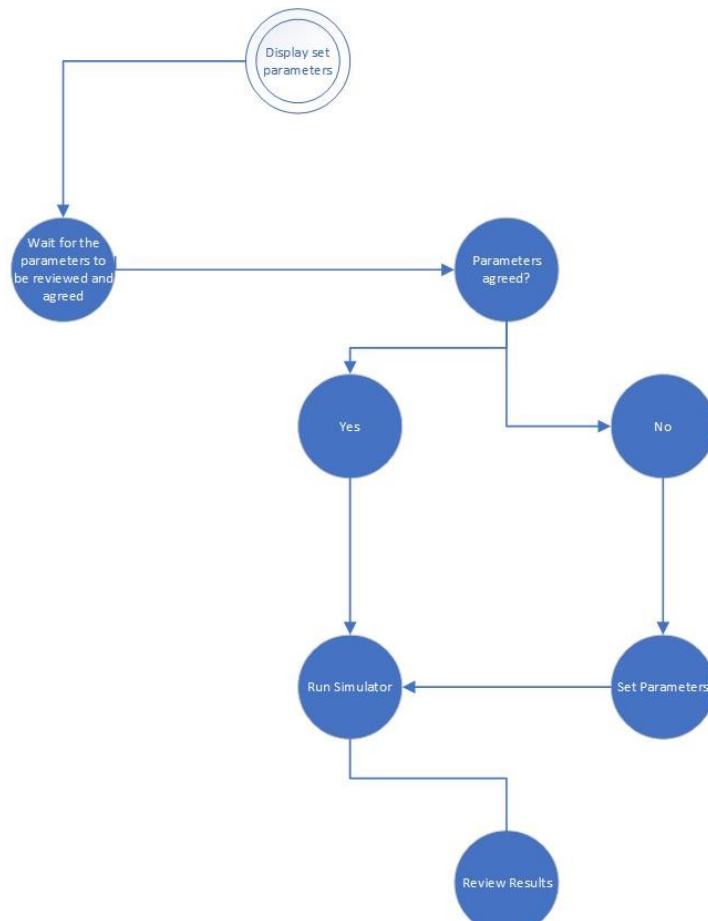 Display set
parameters
Wait for the
parameters to
be reviewed and
agreed
Parameters
agreed?
Yes
No
Run Simulator
Set Parameters
Review Results